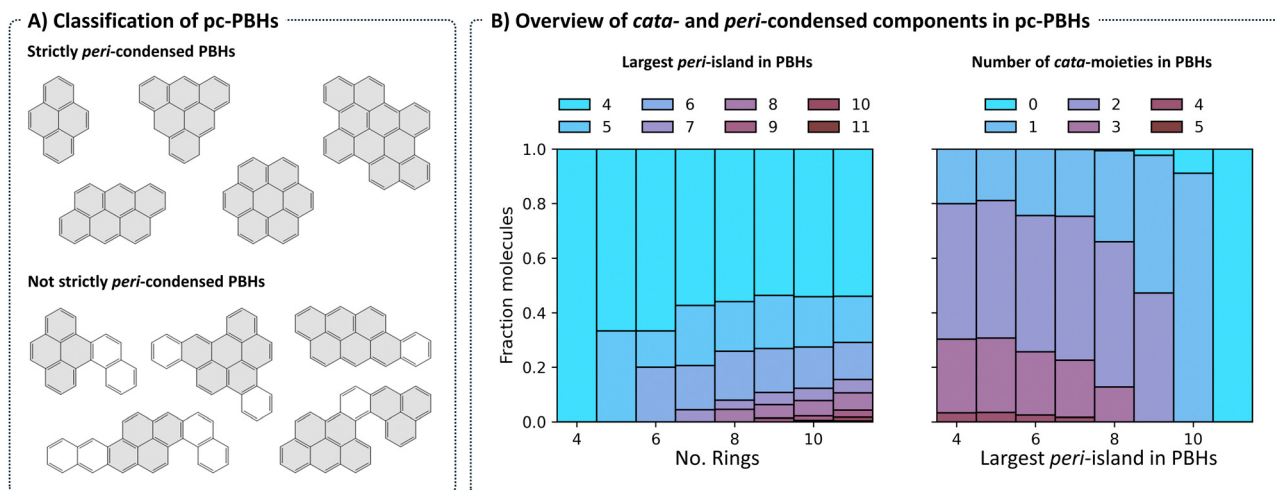 A) Classification of pc-PBHs
Strictly peri-condensed PBHs
Not strictly peri-condensed PBHs
B) Overview of cata- and peri-condensed components in pc-PBHs
Largest peri-island in PBHs
4 6 8 10
5 7 9 11
Fraction molecules
1.0
0.8
0.6
0.4
0.2
0.0
4 6 8 10
No. Rings
Number of cata-moieties in PBHs
0 2 4
1 3 5
4 6 8 10
Largest peri-island in PBHs